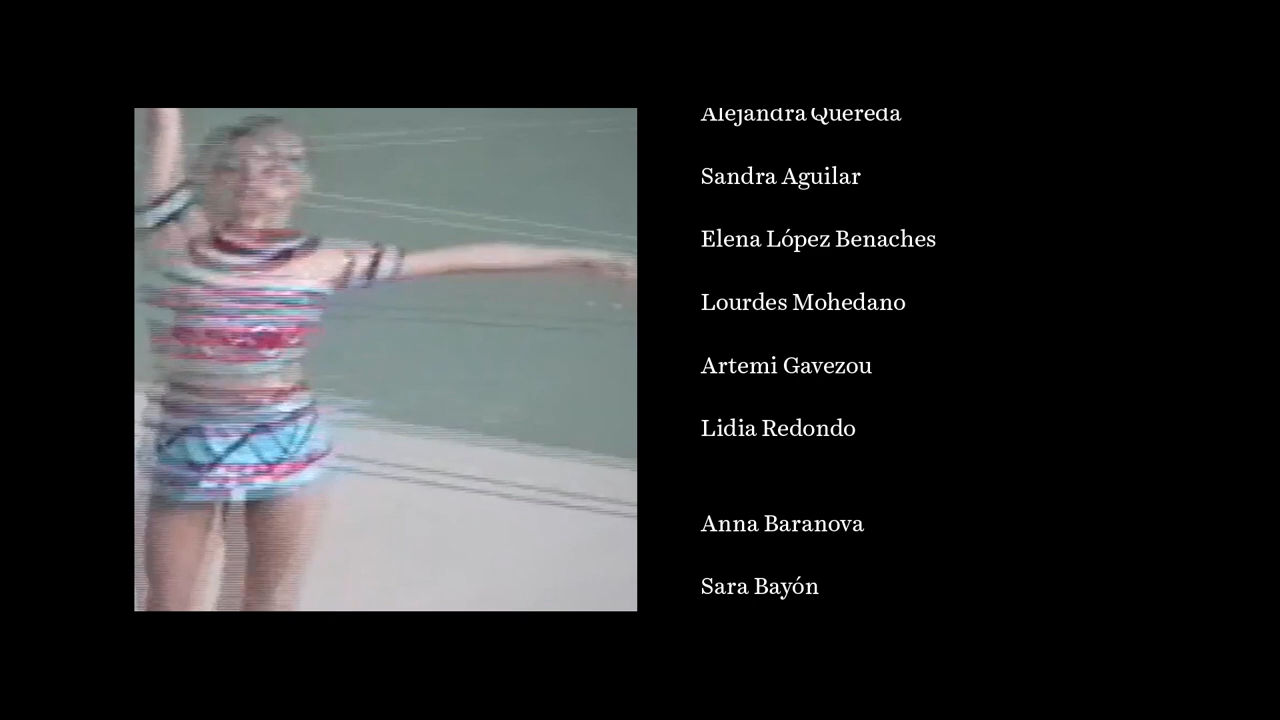 Alejandra Quereda
Sandra Aguilar
Elena López Benaches
Lourdes Mohedano
Artemi Gavezou
Lidia Redondo
Anna Baranova
Sara Bayón